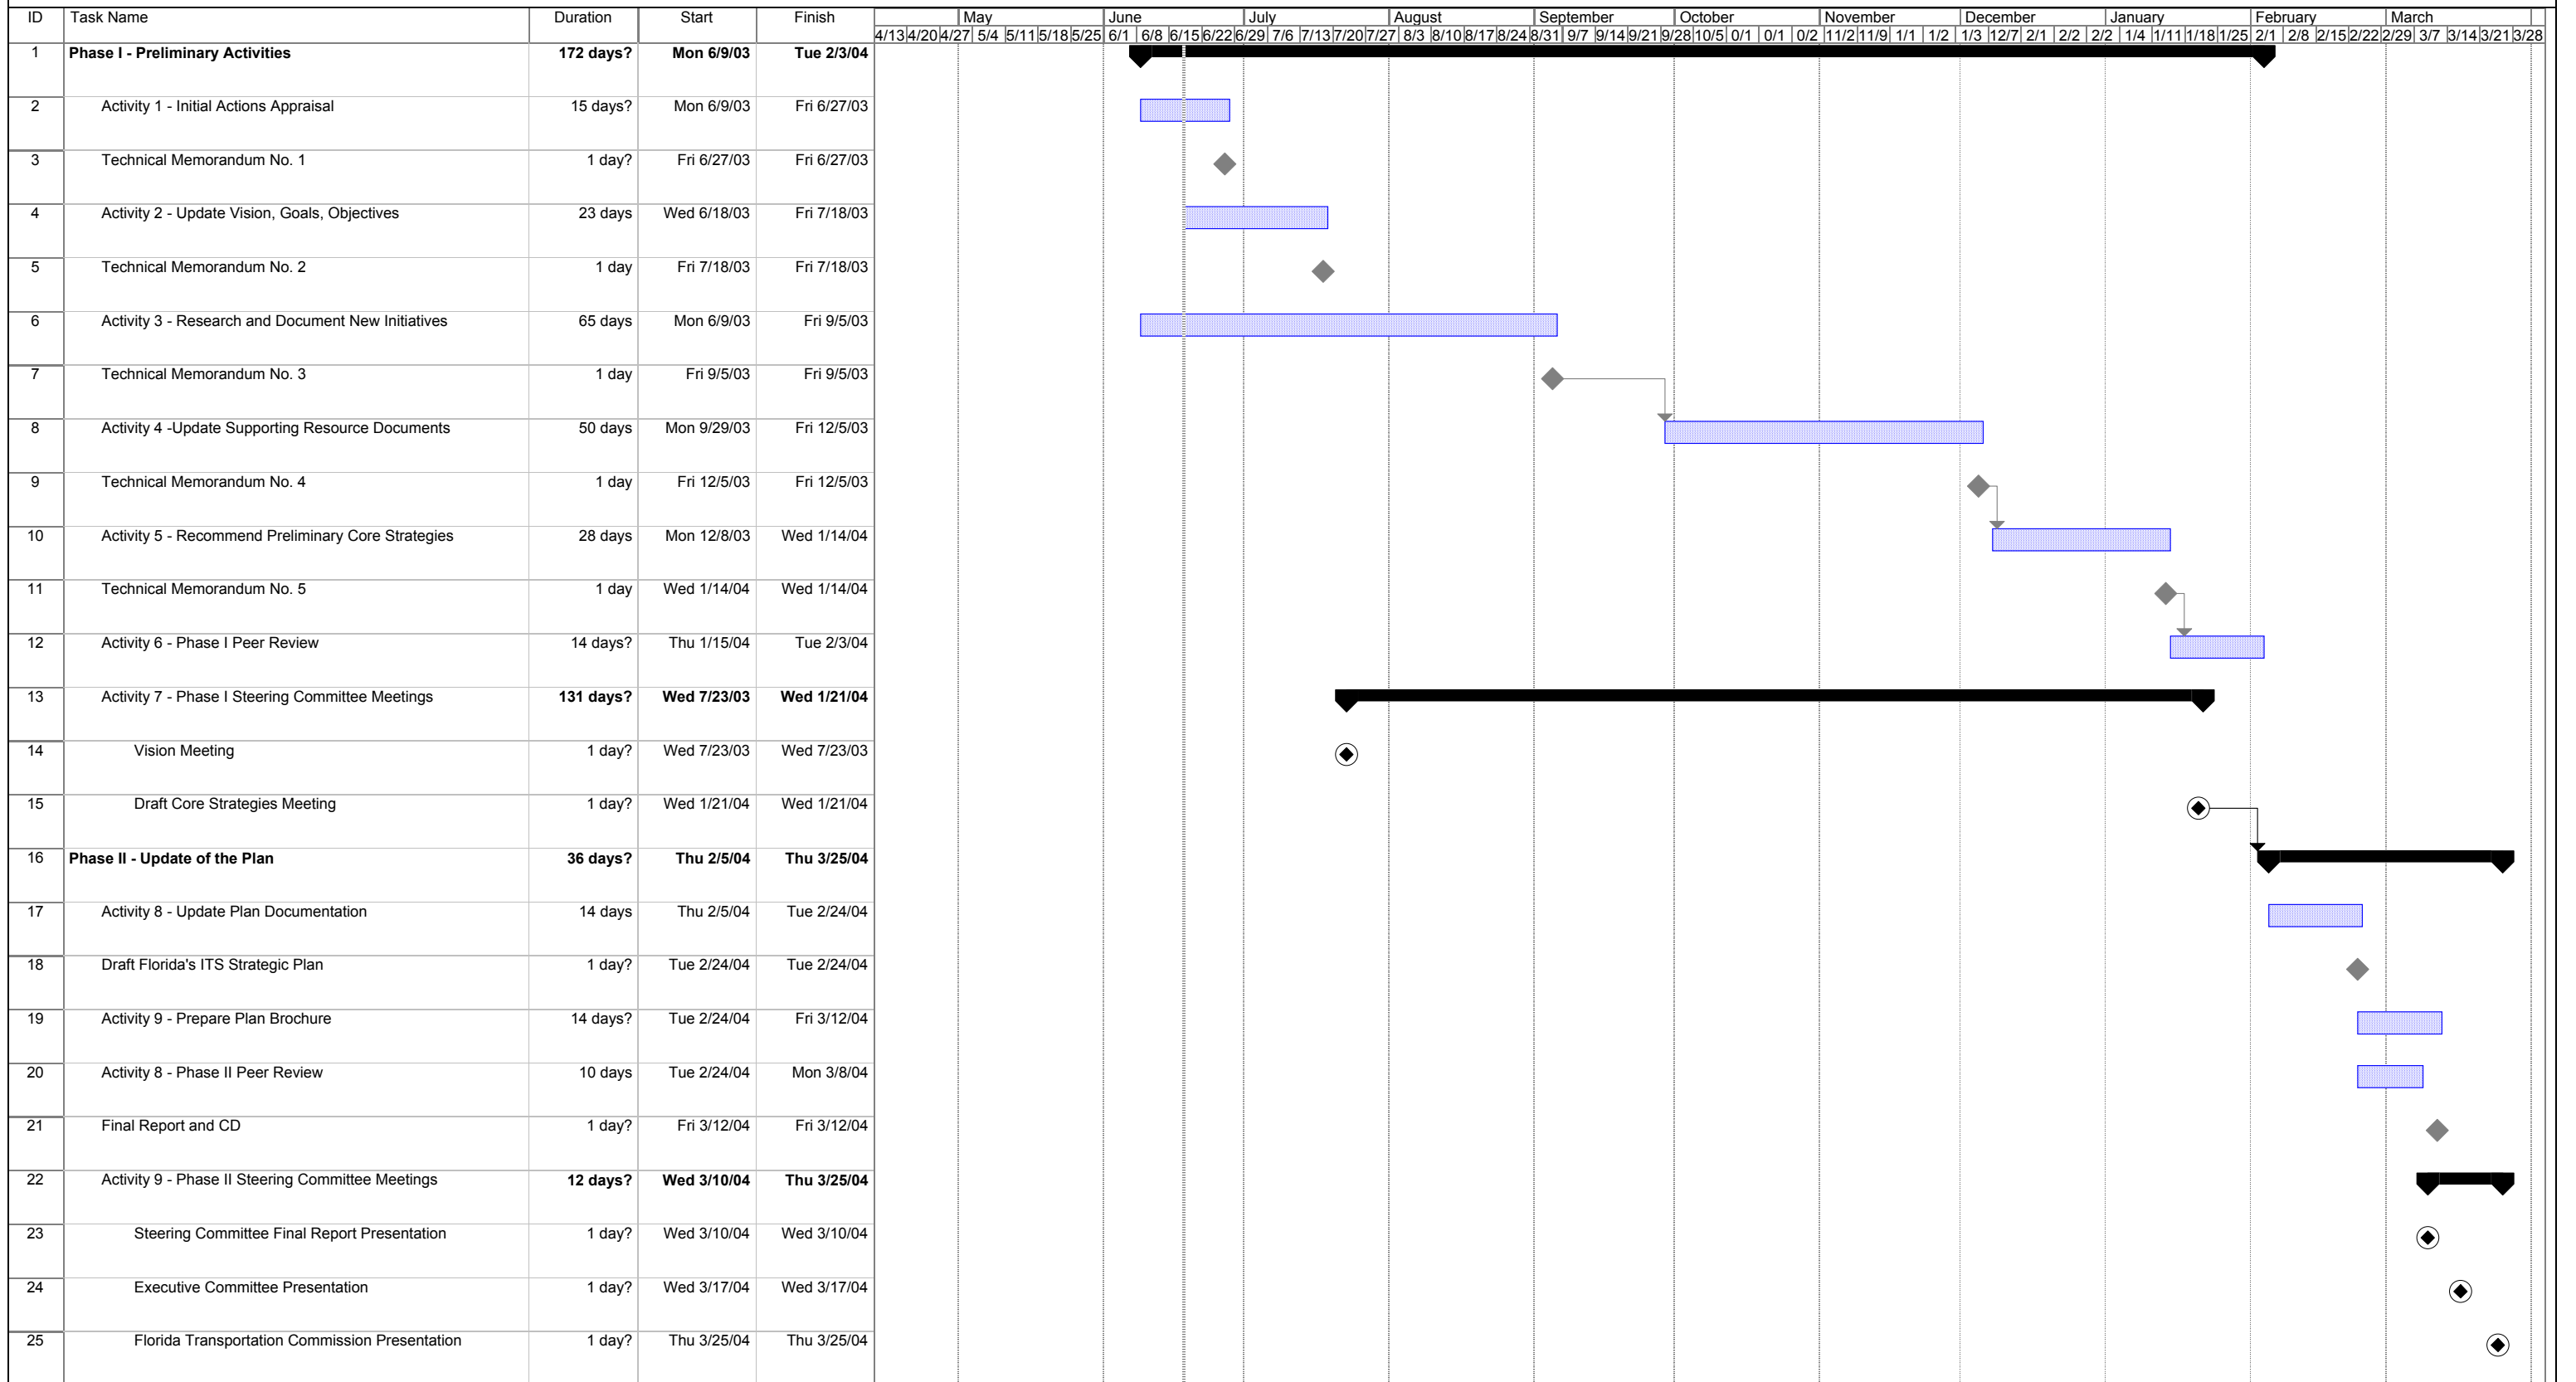 ID Task Name Duration Start Finish May June July August September October November December January February March
4/13 4/20 4/27 5/4 5/11 5/18 5/25 6/1 6/8 6/15 6/22 6/29 7/6 7/13 7/20 7/27 8/3 8/10 8/17 8/24 8/31 9/7 9/14 9/21 9/28 10/5 0/1 0/1 0/2 11/2 11/9 1/1 1/2 1/3 12/7 2/1 2/2 2/2 1/4 1/11 1/18 1/25 2/1 2/8 2/15 2/22 2/29 3/7 3/14 3/21 3/28
1 Phase I - Preliminary Activities 172 days? Mon 6/9/03 Tue 2/3/04
2 Activity 1 - Initial Actions Appraisal 15 days? Mon 6/9/03 Fri 6/27/03
3 Technical Memorandum No. 1 1 day? Fri 6/27/03 Fri 6/27/03
4 Activity 2 - Update Vision, Goals, Objectives 23 days Wed 6/18/03 Fri 7/18/03
5 Technical Memorandum No. 2 1 day Fri 7/18/03 Fri 7/18/03
6 Activity 3 - Research and Document New Initiatives 65 days Mon 6/9/03 Fri 9/5/03
7 Technical Memorandum No. 3 1 day Fri 9/5/03 Fri 9/5/03
8 Activity 4 -Update Supporting Resource Documents 50 days Mon 9/29/03 Fri 12/5/03
9 Technical Memorandum No. 4 1 day Fri 12/5/03 Fri 12/5/03
10 Activity 5 - Recommend Preliminary Core Strategies 28 days Mon 12/8/03 Wed 1/14/04
11 Technical Memorandum No. 5 1 day Wed 1/14/04 Wed 1/14/04
12 Activity 6 - Phase I Peer Review 14 days? Thu 1/15/04 Tue 2/3/04
13 Activity 7 - Phase I Steering Committee Meetings 131 days? Wed 7/23/03 Wed 1/21/04
14 Vision Meeting 1 day? Wed 7/23/03 Wed 7/23/03
15 Draft Core Strategies Meeting 1 day? Wed 1/21/04 Wed 1/21/04
16 Phase II - Update of the Plan 36 days? Thu 2/5/04 Thu 3/25/04
17 Activity 8 - Update Plan Documentation 14 days Thu 2/5/04 Tue 2/24/04
18 Draft Florida's ITS Strategic Plan 1 day? Tue 2/24/04 Tue 2/24/04
19 Activity 9 - Prepare Plan Brochure 14 days? Tue 2/24/04 Fri 3/12/04
20 Activity 8 - Phase II Peer Review 10 days Tue 2/24/04 Mon 3/8/04
21 Final Report and CD 1 day? Fri 3/12/04 Fri 3/12/04
22 Activity 9 - Phase II Steering Committee Meetings 12 days? Wed 3/10/04 Thu 3/25/04
23 Steering Committee Final Report Presentation 1 day? Wed 3/10/04 Wed 3/10/04
24 Executive Committee Presentation 1 day? Wed 3/17/04 Wed 3/17/04
25 Florida Transportation Commission Presentation 1 day? Thu 3/25/04 Thu 3/25/04